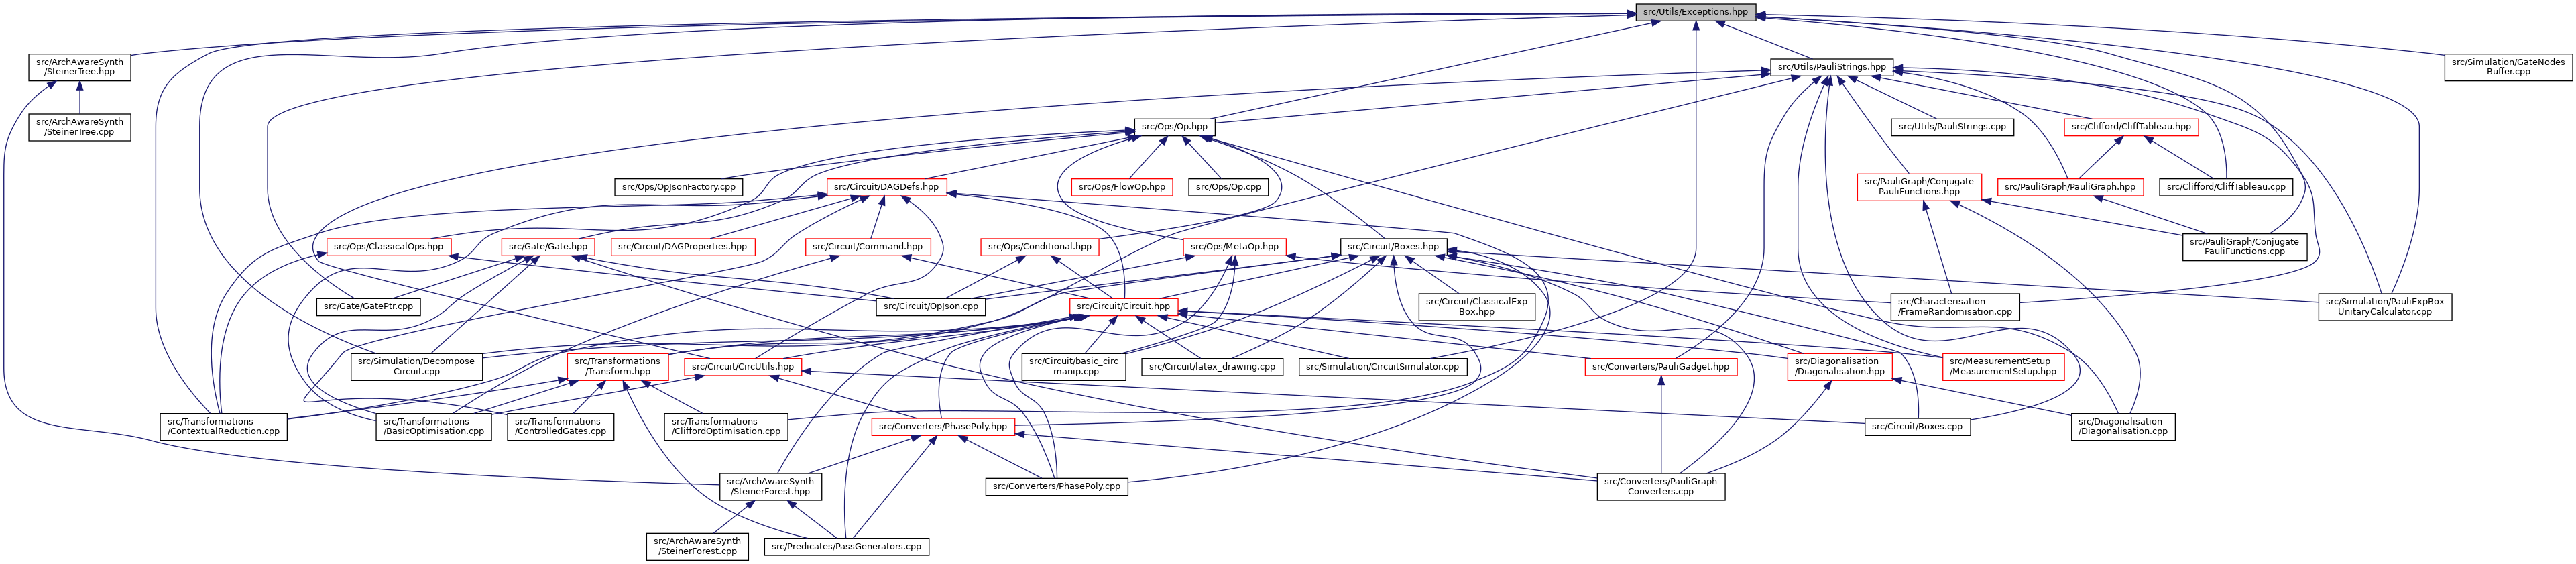 src/Utils/Exceptions.hpp
src/ArchAwareSynth
/SteinerTree.hpp
src/Utils/PauliStrings.hpp
src/Simulation/GateNodes
Buffer.cpp
src/ArchAwareSynth
/SteinerTree.cpp
src/Ops/Op.hpp
src/Utils/PauliStrings.cpp
src/Clifford/CliffTableau.hpp
src/Ops/OpJsonFactory.cpp
src/Circuit/DAGDefs.hpp
src/Ops/FlowOp.hpp
src/Ops/Op.cpp
src/PauliGraph/Conjugate
PauliFunctions.hpp
src/PauliGraph/PauliGraph.hpp
src/Clifford/CliffTableau.cpp
src/Ops/ClassicalOps.hpp
src/Gate/Gate.hpp
src/Circuit/DAGProperties.hpp
src/Circuit/Command.hpp
src/Ops/Conditional.hpp
src/Ops/MetaOp.hpp
src/Circuit/Boxes.hpp
src/PauliGraph/Conjugate
PauliFunctions.cpp
src/Gate/GatePtr.cpp
src/Circuit/OpJson.cpp
src/Circuit/Circuit.hpp
src/Circuit/ClassicalExp
Box.hpp
src/Characterisation
/FrameRandomisation.cpp
src/Simulation/PauliExpBox
UnitaryCalculator.cpp
src/Simulation/Decompose
Circuit.cpp
src/Transformations
/Transform.hpp
src/Circuit/CircUtils.hpp
src/Circuit/basic_circ
_manip.cpp
src/Circuit/latex_drawing.cpp
src/Simulation/CircuitSimulator.cpp
src/Converters/PauliGadget.hpp
src/Diagonalisation
/Diagonalisation.hpp
src/MeasurementSetup
/MeasurementSetup.hpp
src/Transformations
/ContextualReduction.cpp
src/Transformations
/BasicOptimisation.cpp
src/Transformations
/ControlledGates.cpp
src/Transformations
/CliffordOptimisation.cpp
src/Converters/PhasePoly.hpp
src/Circuit/Boxes.cpp
src/Diagonalisation
/Diagonalisation.cpp
src/ArchAwareSynth
/SteinerForest.hpp
src/Converters/PhasePoly.cpp
src/Converters/PauliGraph
Converters.cpp
src/ArchAwareSynth
/SteinerForest.cpp
src/Predicates/PassGenerators.cpp